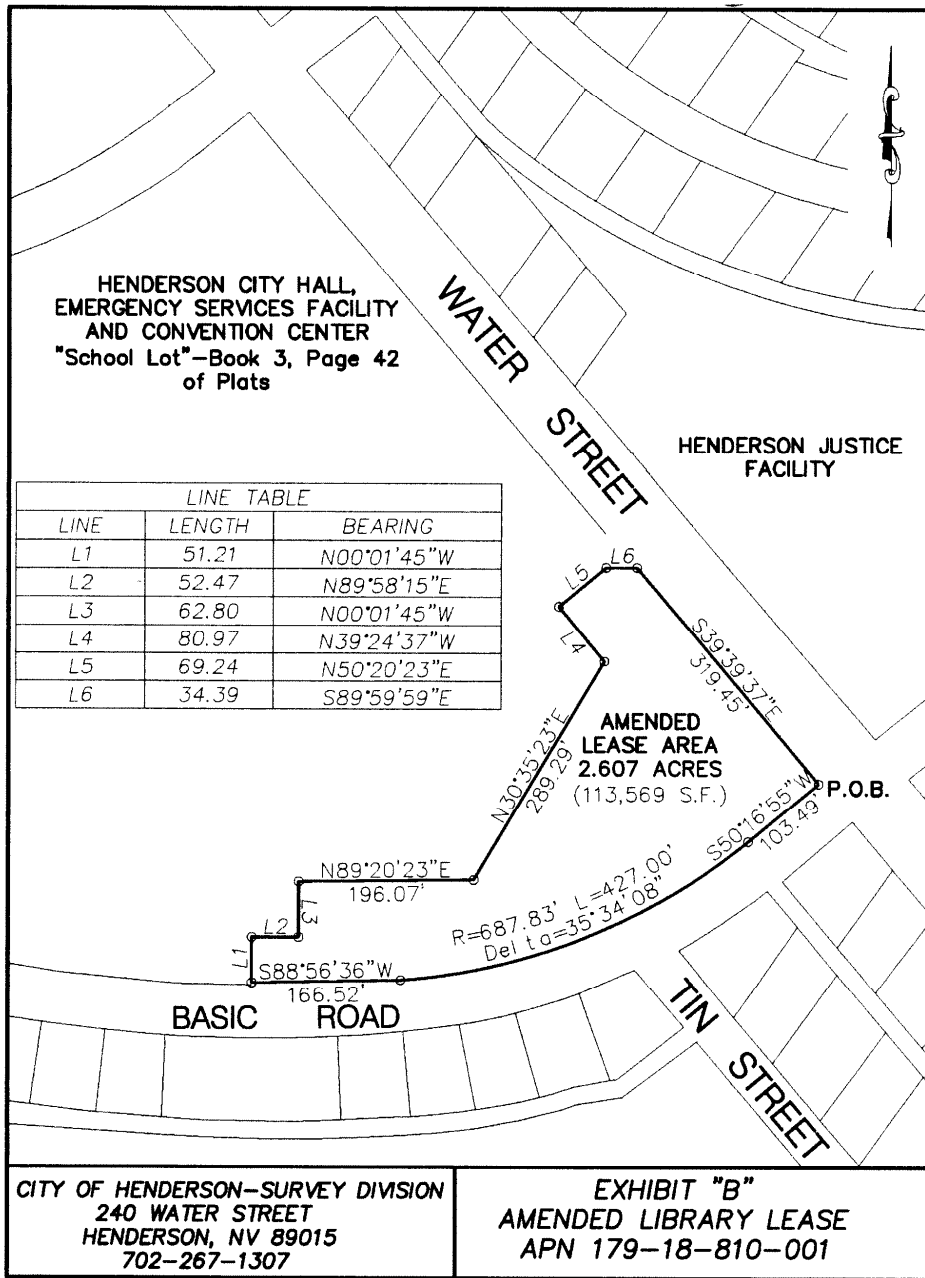 HENDERSON CITY HALL,
EMERGENCY SERVICES FACILITY
AND CONVENTION CENTER
"School Lot"-Book 3, Page 42
of Plats
WATER STREET
HENDERSON JUSTICE
FACILITY
LINE TABLE
LINE LENGTH BEARING
L1 51.21 N00°01'45"W
L2 52.47 N89°58'15"E
L3 62.80 N00°01'45"W
L4 80.97 N39°24'37"W
L5 69.24 N50°20'23"E
L6 34.39 S89°59'59"E
L5
L6
L4
S39°39'37"E
319.45'
AMENDED
LEASE AREA
2.607 ACRES
(113,569 S.F.)
N30°35'23"E
289.29'
P.O.B.
S50°16'55"W
103.49'
N89°20'23"E
196.07'
R=687.83' L=427.00'
Delta=35°34'08"
L3
L2
L1
S88°56'36"W
166.52'
BASIC ROAD
TIN STREET
CITY OF HENDERSON-SURVEY DIVISION
240 WATER STREET
HENDERSON, NV 89015
702-267-1307
EXHIBIT "B"
AMENDED LIBRARY LEASE
APN 179-18-810-001